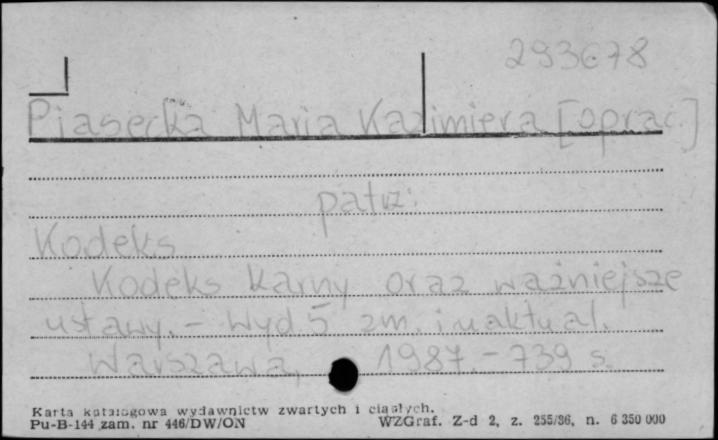 293678
Piasecka Maria Kazimiera [oprac.]
patrz:
Kodeks
Kodeks karny oraz ważniejsze
ustawy. - Wyd 5 zm. i uaktual.
Warszawa, 1987. - 739 s.
Karta katalogowa wydawnictw zwartych i ciągłych.
Pu-B-144 zam. nr 446/DW/ON WZGraf. Z-d 2, z. 255/86, n. 6 350 000